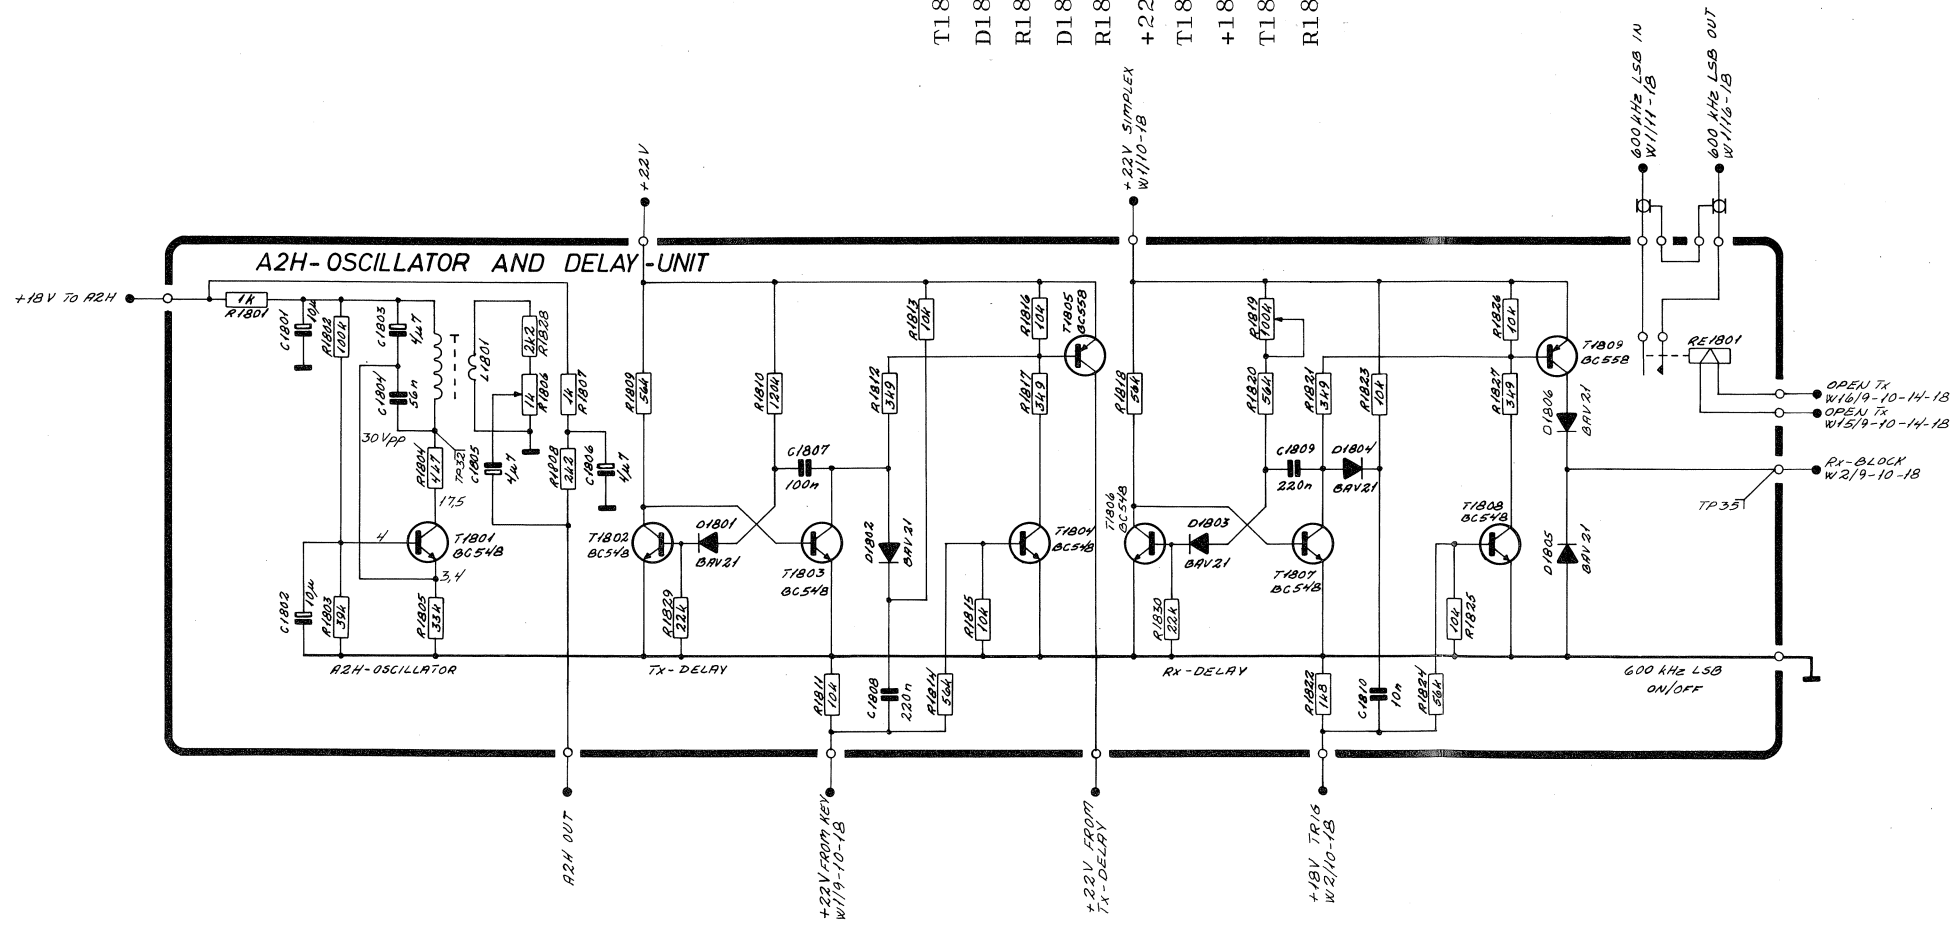 T18
D18
R18
D18
R18
+22
T18
+18
T18
R18
600 kHz LSB IN
W1/11-18
600 kHz LSB OUT
W1/16-18
+22V
+22V SIMPLEX
W1/10-18
A2H-OSCILLATOR AND DELAY-UNIT
+18V TO A2H
1k
R1801
C1801
10µ
R1802
100k
C1803
4µ7
C1804
56n
L1801
2k2
R1828
1k
R1806
1k
R1807
30Vpp
R1804
4k7
TP32
C1805
4µ7
R1808
2k2
C1806
4µ7
17,5
4
T1801
BC548
3,4
C1802
10µ
R1803
39k
R1805
33k
A2H-OSCILLATOR
R1809
56k
R1810
120k
C1807
100n
T1802
BC548
D1801
BAV21
T1803
BC548
R1829
22k
TX-DELAY
R1812
3k9
R1813
10k
D1802
BAV21
R1816
10k
T1805
BC558
R1817
3k9
T1804
BC548
R1815
10k
R1811
10k
C1808
220n
R1814
56k
R1818
56k
R1819
100k
R1820
56k
R1821
3k9
R1823
10k
C1809
220n
D1804
BAV21
T1806
BC548
D1803
BAV21
T1807
BC548
R1830
22k
RX-DELAY
R1822
1k8
C1810
10n
R1824
56k
R1826
10k
T1809
BC558
R1827
3k9
D1806
BAV21
T1808
BC548
D1805
BAV21
10k
R1825
RE1801
OPEN TX
W16/9-10-14-18
OPEN TX
W15/9-10-14-18
RX-BLOCK
W2/9-10-18
TP35
600 kHz LSB
ON/OFF
A2H OUT
+22V FROM KEY
W1/9-10-18
+22V FROM
TX-DELAY
+18V TRIG
W2/10-18